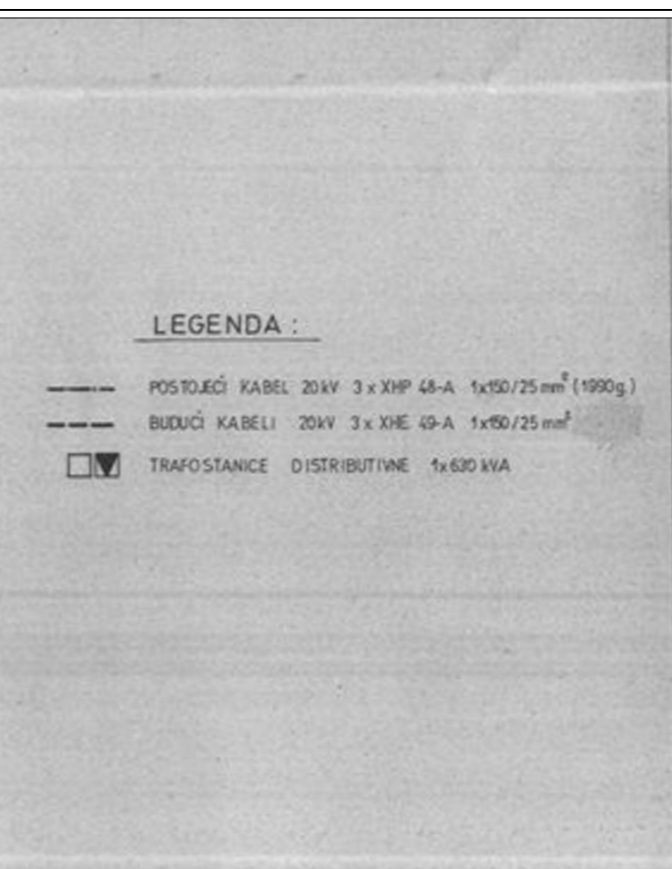 LEGENDA :
POSTOJEĆI KABEL 20kV 3 x XHP 48-A 1x150/25 mm² (1990g.)
BUDUĆI KABELI 20kV 3 x XHE 49-A 1x150/25 mm²
TRAFOSTANICE DISTRIBUTIVNE 1x630 kVA